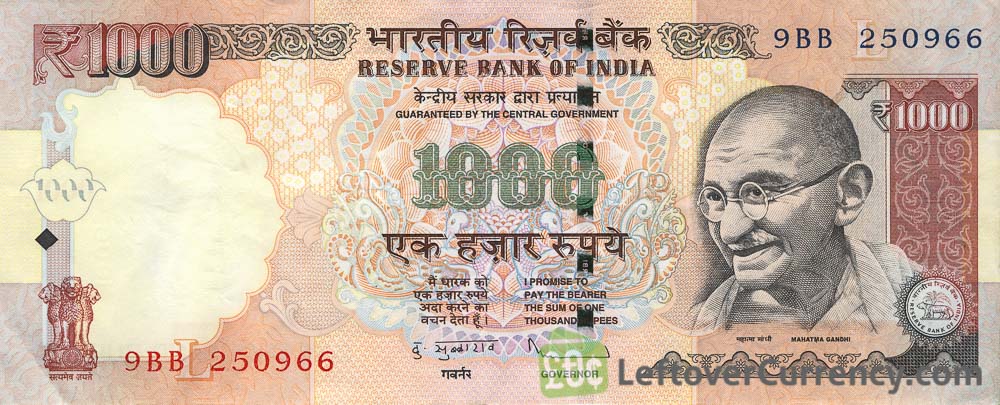 ₹1000
भारतीय रिज़र्व बैंक
9BB 250966
RESERVE BANK OF INDIA
केन्द्रीय सरकार द्वारा
GUARANTEED BY THE CENTRAL GOVERNMENT
₹1000
1000
1000
एक हज़ार रुपये
मैं धारक को
एक हज़ार रुपये
अदा करने का
वचन देता हूँ।
I PROMISE TO
PAY THE BEARER
THE SUM OF ONE
THOUSAND
महात्मा गांधी MAHATMA GANDHI
भारतीय रिज़र्व बैंक
RESERVE BANK OF INDIA
L
9BB 250966
L
सत्यमेव जयते
गवर्नर GOVERNOR
LeftoverCurrency.com